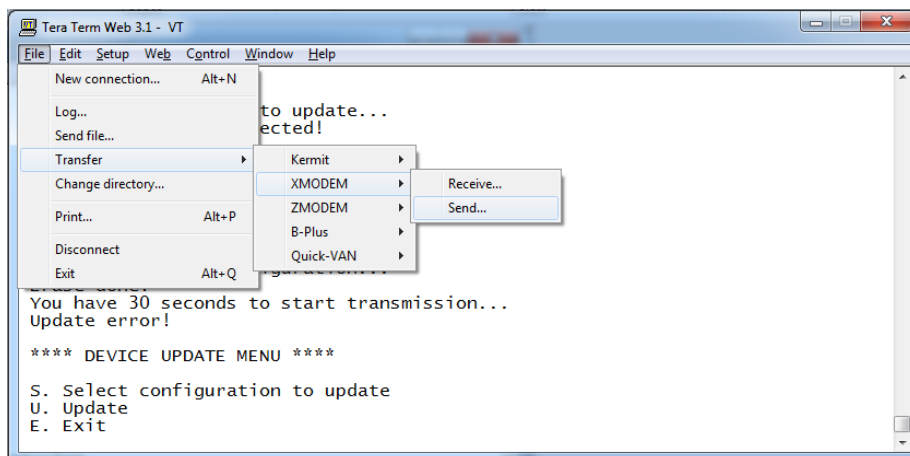 Tera Term Web 3.1 - VT
File Edit Setup Web Control Window Help
New connection... Alt+N
Log...
Send file...
Transfer
Change directory...
Print... Alt+P
Disconnect
Exit Alt+Q
Kermit
XMODEM
ZMODEM
B-Plus
Quick-VAN
Receive...
Send...
to update...
ected!
You have 30 seconds to start transmission...
Update error!
**** DEVICE UPDATE MENU ****
S. Select configuration to update
U. Update
E. Exit